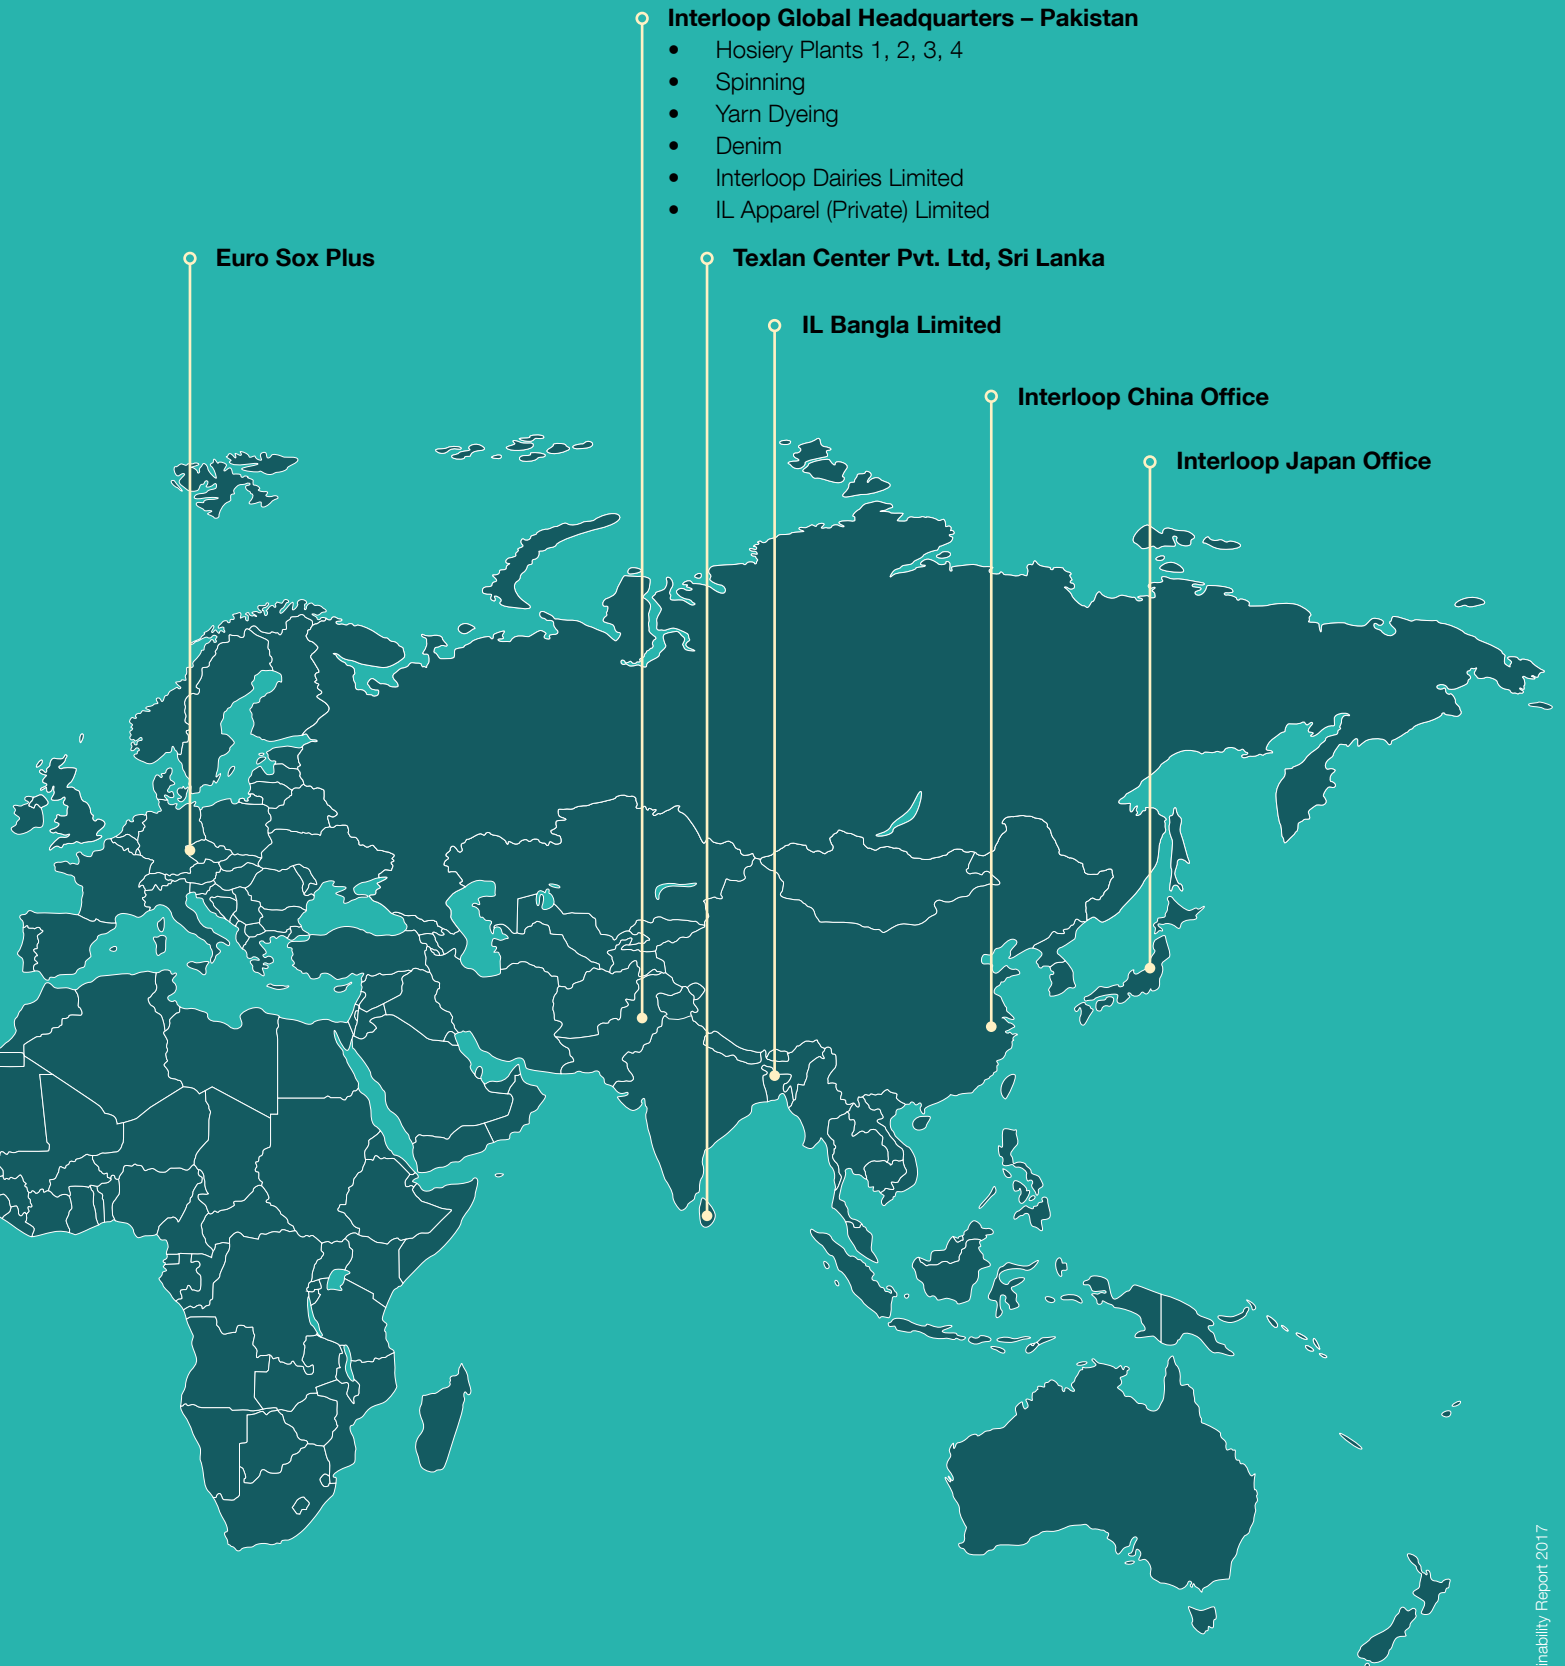 Interloop Global Headquarters – Pakistan
• Hosiery Plants 1, 2, 3, 4
• Spinning
• Yarn Dyeing
• Denim
• Interloop Dairies Limited
• IL Apparel (Private) Limited
Euro Sox Plus
Texlan Center Pvt. Ltd, Sri Lanka
IL Bangla Limited
Interloop China Office
Interloop Japan Office
Report 2017